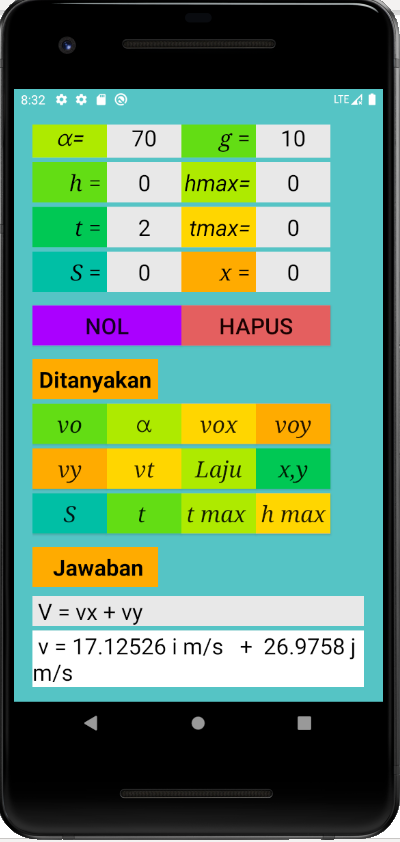 8:32 LTE
α= 70 g = 10
h = 0 hmax= 0
t = 2 tmax= 0
S = 0 x = 0
NOL HAPUS
Ditanyakan
vo α vox voy
vy vt Laju x,y
S t t max h max
Jawaban
V = vx + vy
v = 17.12526 i m/s + 26.9758 j
m/s